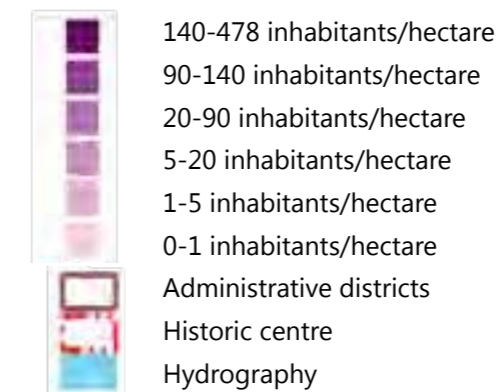 140-478 inhabitants/hectare
90-140 inhabitants/hectare
20-90 inhabitants/hectare
5-20 inhabitants/hectare
1-5 inhabitants/hectare
0-1 inhabitants/hectare
Administrative districts
Historic centre
Hydrography